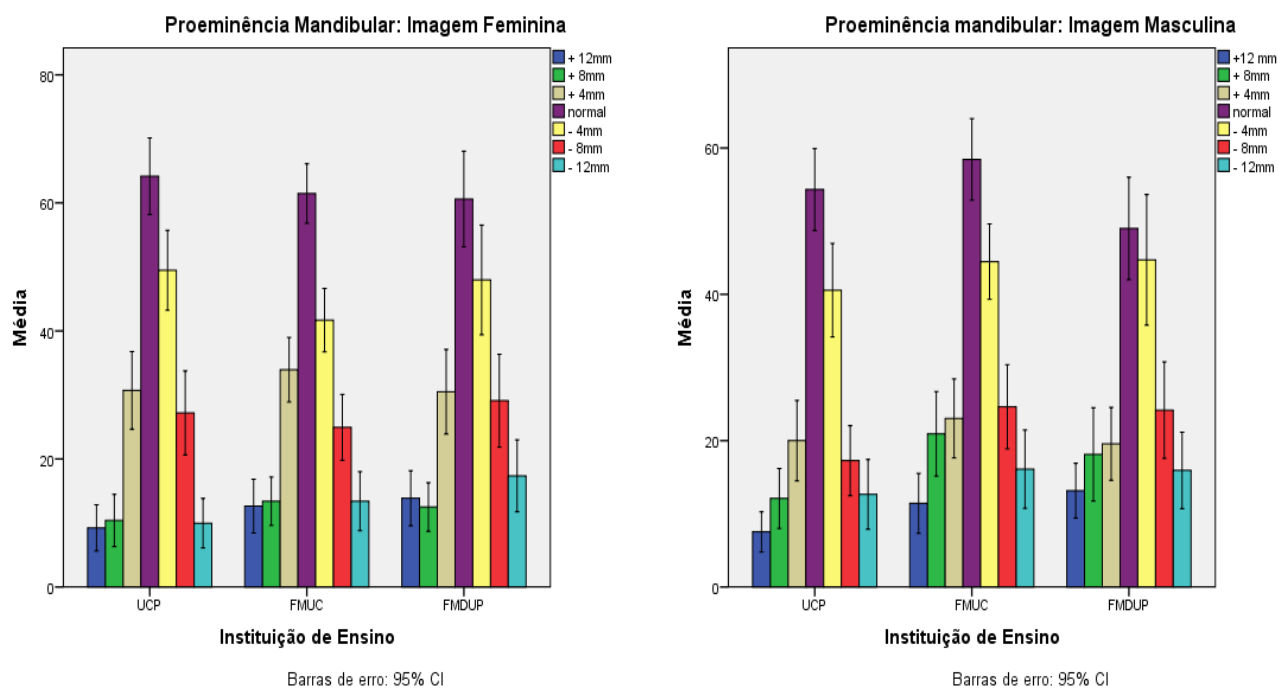 Proeminência Mandibular: Imagem Feminina
+ 12mm
+ 8mm
+ 4mm
normal
- 4mm
- 8mm
- 12mm
80
60
40
20
0
Média
UCP
FMUC
FMDUP
Instituição de Ensino
Barras de erro: 95% CI
Proeminência mandibular: Imagem Masculina
+12 mm
+ 8mm
+ 4mm
normal
- 4mm
- 8mm
- 12mm
60
40
20
0
Média
UCP
FMUC
FMDUP
Instituição de Ensino
Barras de erro: 95% CI